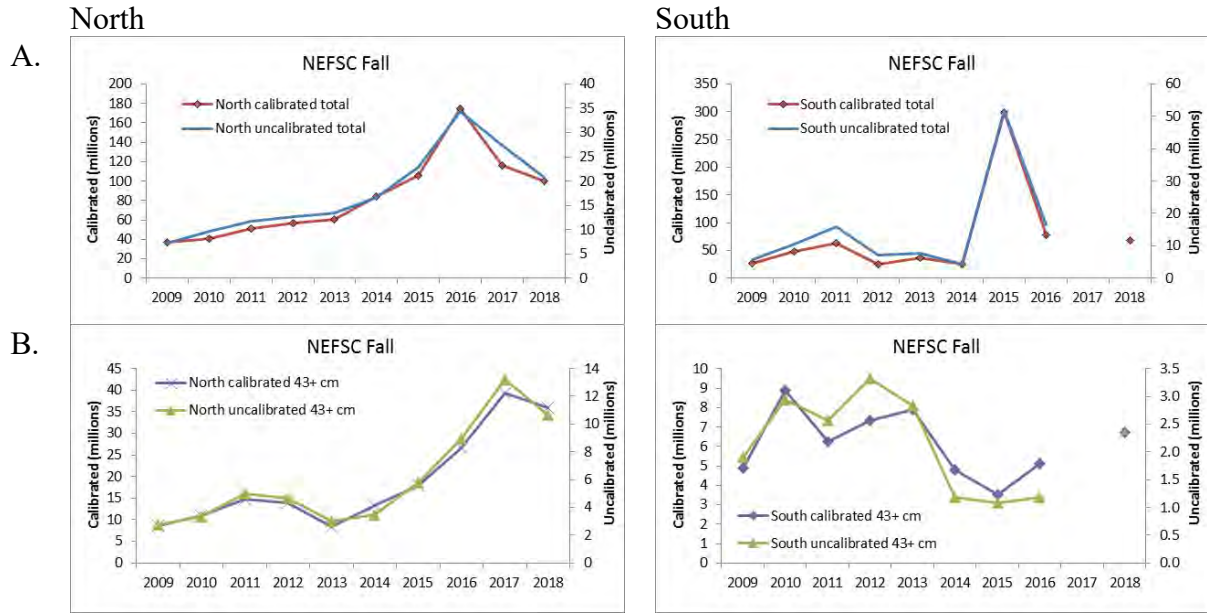 North
South
A.
NEFSC Fall
200
180
160
140
120
100
80
60
40
20
0
Calibrated (millions)
North calibrated total
North uncalibrated total
40
35
30
25
20
15
10
5
0
Unclaibrated (millions)
2009 2010 2011 2012 2013 2014 2015 2016 2017 2018
NEFSC Fall
350
300
250
200
150
100
50
0
Calibrated (millions)
South calibrated total
South uncalibrated total
60
50
40
30
20
10
0
Unclaibrated (millions)
2009 2010 2011 2012 2013 2014 2015 2016 2017 2018
B.
NEFSC Fall
45
40
35
30
25
20
15
10
5
0
Calibrated (millions)
North calibrated 43+ cm
North uncalibrated 43+ cm
14
12
10
8
6
4
2
0
Uncalibrated (millions)
2009 2010 2011 2012 2013 2014 2015 2016 2017 2018
NEFSC Fall
10
9
8
7
6
5
4
3
2
1
0
Calibrated (millions)
South calibrated 43+ cm
South uncalibrated 43+ cm
3.5
3.0
2.5
2.0
1.5
1.0
0.5
0.0
Uncalibrated (millions)
2009 2010 2011 2012 2013 2014 2015 2016 2017 2018